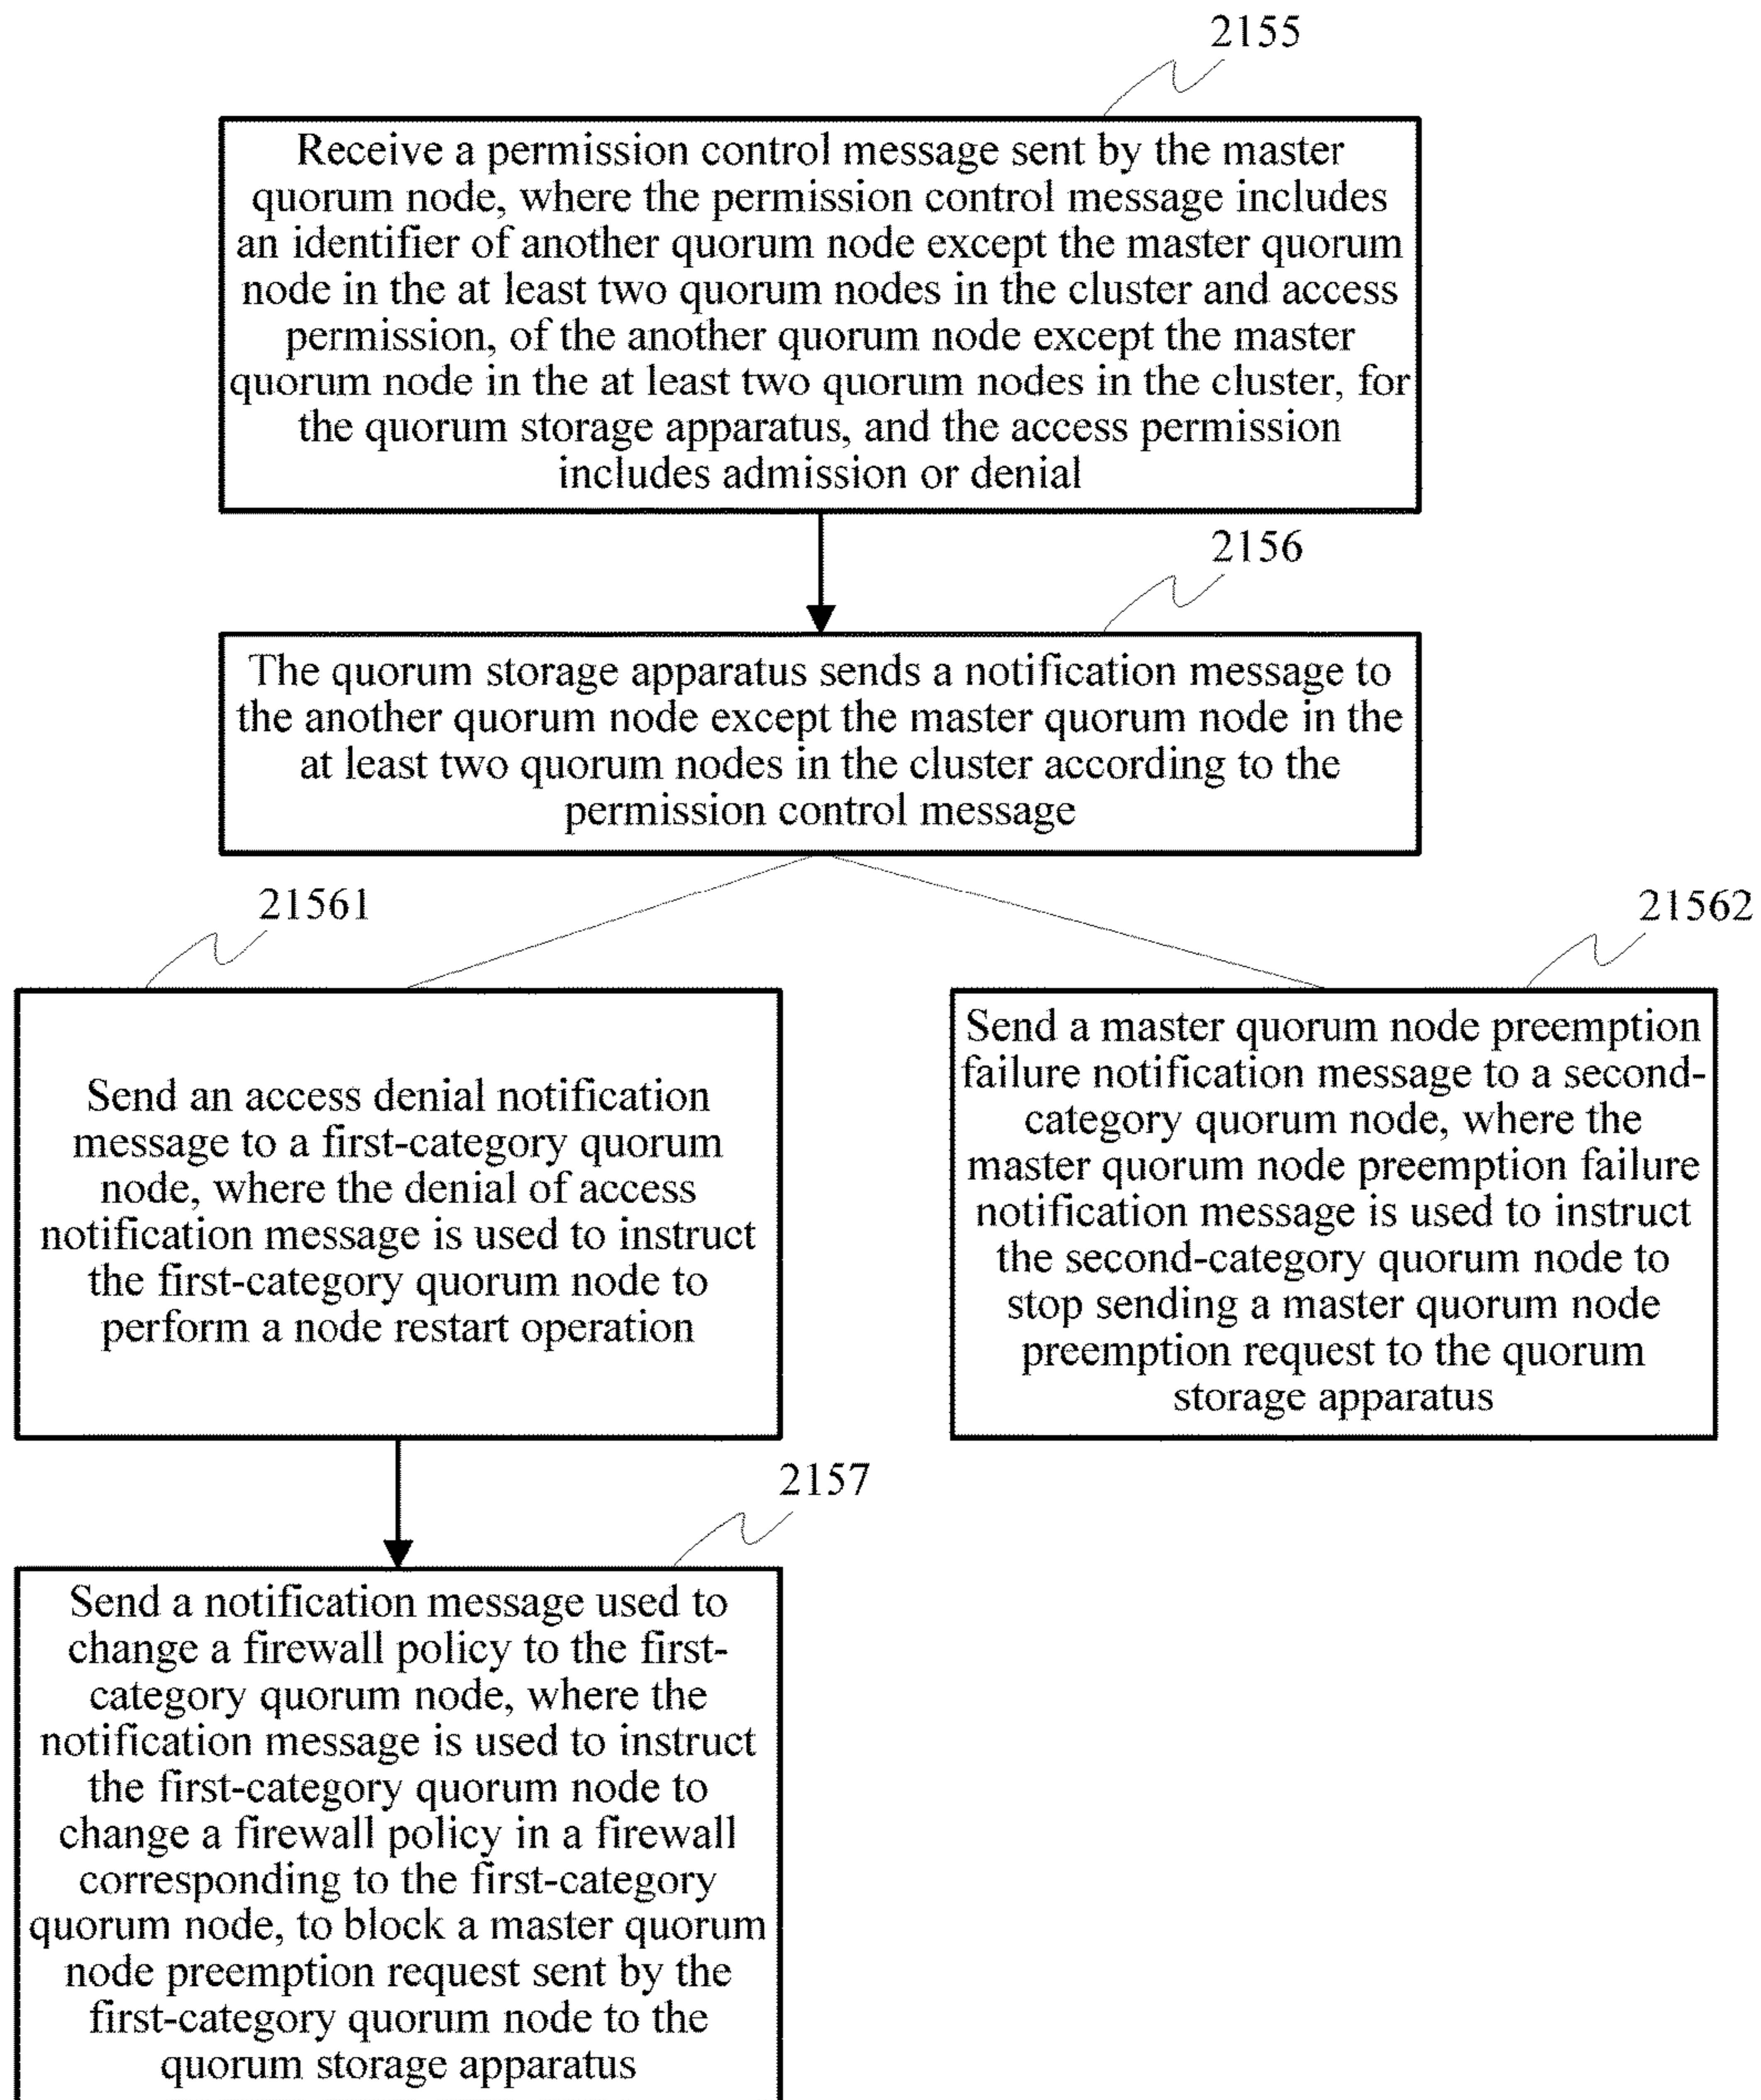 2155
Receive a permission control message sent by the master
quorum node, where the permission control message includes
an identifier of another quorum node except the master quorum
node in the at least two quorum nodes in the cluster and access
permission, of the another quorum node except the master
quorum node in the at least two quorum nodes in the cluster, for
the quorum storage apparatus, and the access permission
includes admission or denial
2156
The quorum storage apparatus sends a notification message to
the another quorum node except the master quorum node in the
at least two quorum nodes in the cluster according to the
permission control message
21561
Send an access denial notification
message to a first-category quorum
node, where the denial of access
notification message is used to instruct
the first-category quorum node to
perform a node restart operation
21562
Send a master quorum node preemption
failure notification message to a second-
category quorum node, where the
master quorum node preemption failure
notification message is used to instruct
the second-category quorum node to
stop sending a master quorum node
preemption request to the quorum
storage apparatus
2157
Send a notification message used to
change a firewall policy to the first-
category quorum node, where the
notification message is used to instruct
the first-category quorum node to
change a firewall policy in a firewall
corresponding to the first-category
quorum node, to block a master quorum
node preemption request sent by the
first-category quorum node to the
quorum storage apparatus